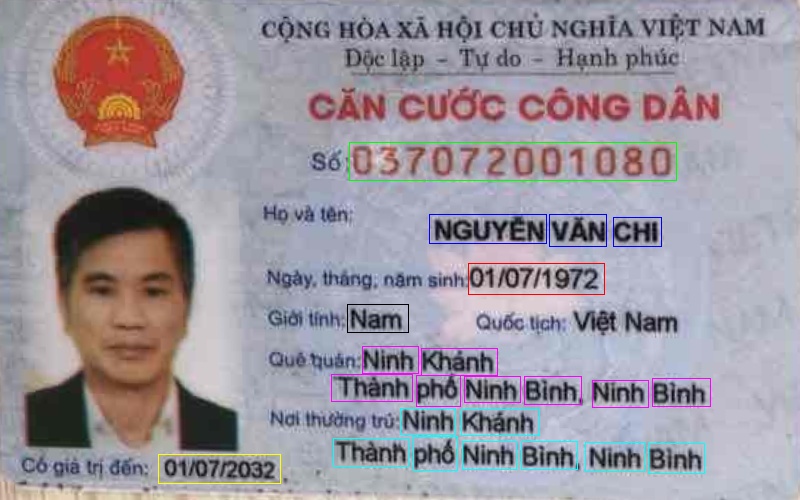 CỘNG HÒA XÃ HỘI CHỦ NGHĨA VIỆT NAM
Độc lập - Tự do - Hạnh phúc
CĂN CƯỚC CÔNG DÂN
Số: 037072001080
Họ và tên:
NGUYỄN VĂN CHI
Ngày, tháng, năm sinh: 01/07/1972
Giới tính: Nam Quốc tịch: Việt Nam
Quê quán: Ninh Khánh
Thành phố Ninh Bình, Ninh Bình
Nơi thường trú: Ninh Khánh
Thành phố Ninh Bình, Ninh Bình
Có giá trị đến: 01/07/2032